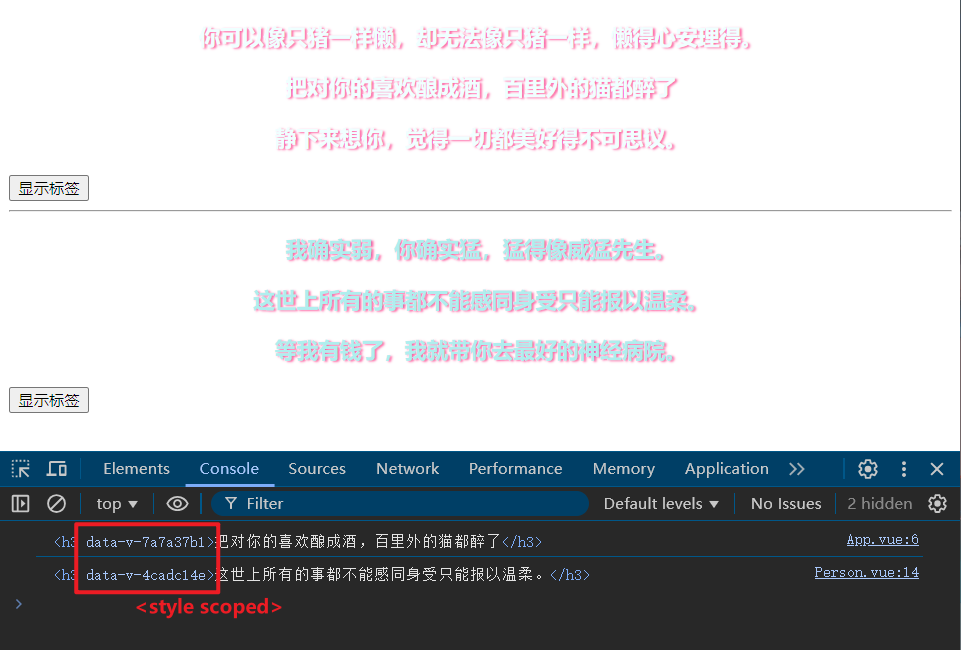 你可以像只猪一样懒，却无法像只猪一样，懒得心安理得。
把对你的喜欢酿成酒，百里外的猫都醉了
静下来想你，觉得一切都美好得不可思议。
显示标签
我确实弱，你确实猛，猛得像威猛先生。
这世上所有的事都不能感同身受只能报以温柔。
等我有钱了，我就带你去最好的神经病院。
显示标签
Elements Console Sources Network Performance Memory Application
top Filter Default levels No Issues 2 hidden
<h3 data-v-7a7a37b1>把对你的喜欢酿成酒，百里外的猫都醉了</h3> App.vue:6
<h3 data-v-4cadc14e>这世上所有的事都不能感同身受只能报以温柔。</h3> Person.vue:14
<style scoped>